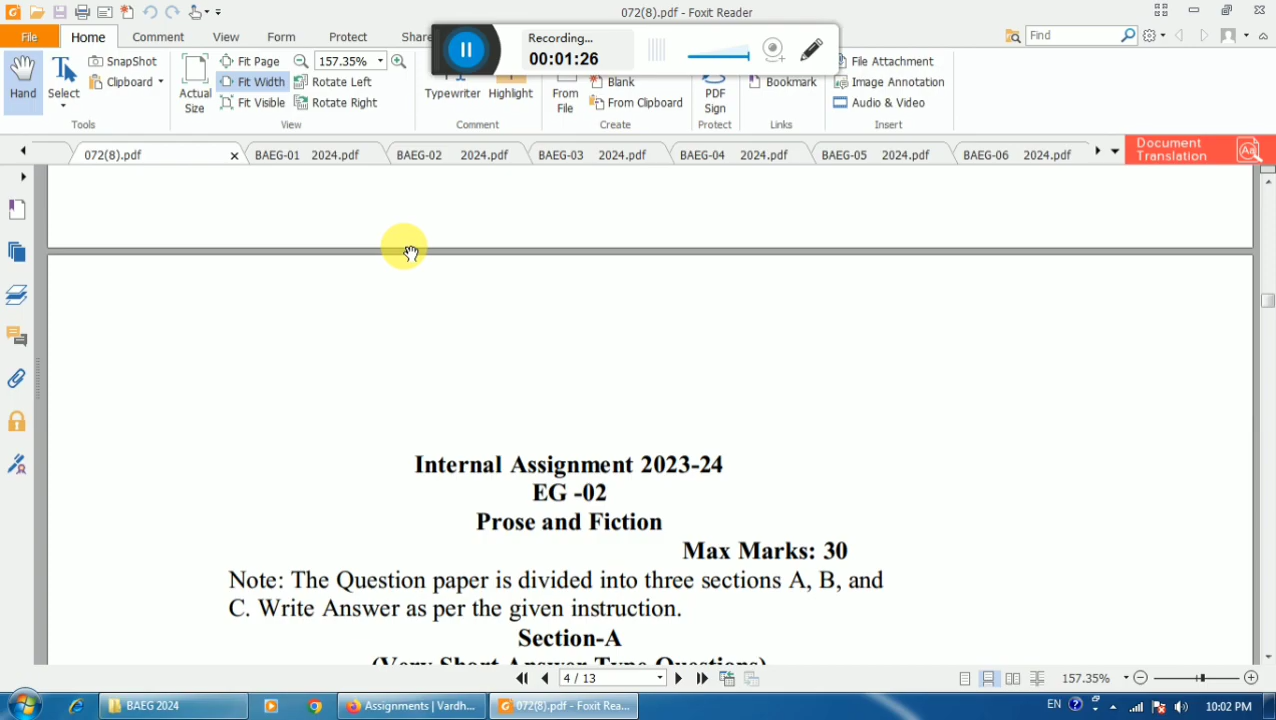 072(8).pdf - Foxit Reader
File Home Comment View Form Protect Share
Recording...
00:01:26
Find
Hand
Select
SnapShot
Clipboard
Tools
Actual
Size
Fit Page
Fit Width
Fit Visible
157.35%
Rotate Left
Rotate Right
View
Typewriter Highlight
Comment
From
File
Blank
From Clipboard
Create
PDF
Sign
Protect
Bookmark
Links
File Attachment
Image Annotation
Audio & Video
Insert
072(8).pdf BAEG-01 2024.pdf BAEG-02 2024.pdf BAEG-03 2024.pdf BAEG-04 2024.pdf BAEG-05 2024.pdf BAEG-06 2024.pdf
Document
Translation
Internal Assignment 2023-24
EG -02
Prose and Fiction
Max Marks: 30
Note: The Question paper is divided into three sections A, B, and
C. Write Answer as per the given instruction.
Section-A
(Very Short Answer Type Questions)
4 / 13
157.35%
BAEG 2024
Assignments | Vardh...
072(8).pdf - Foxit Rea...
EN
10:02 PM